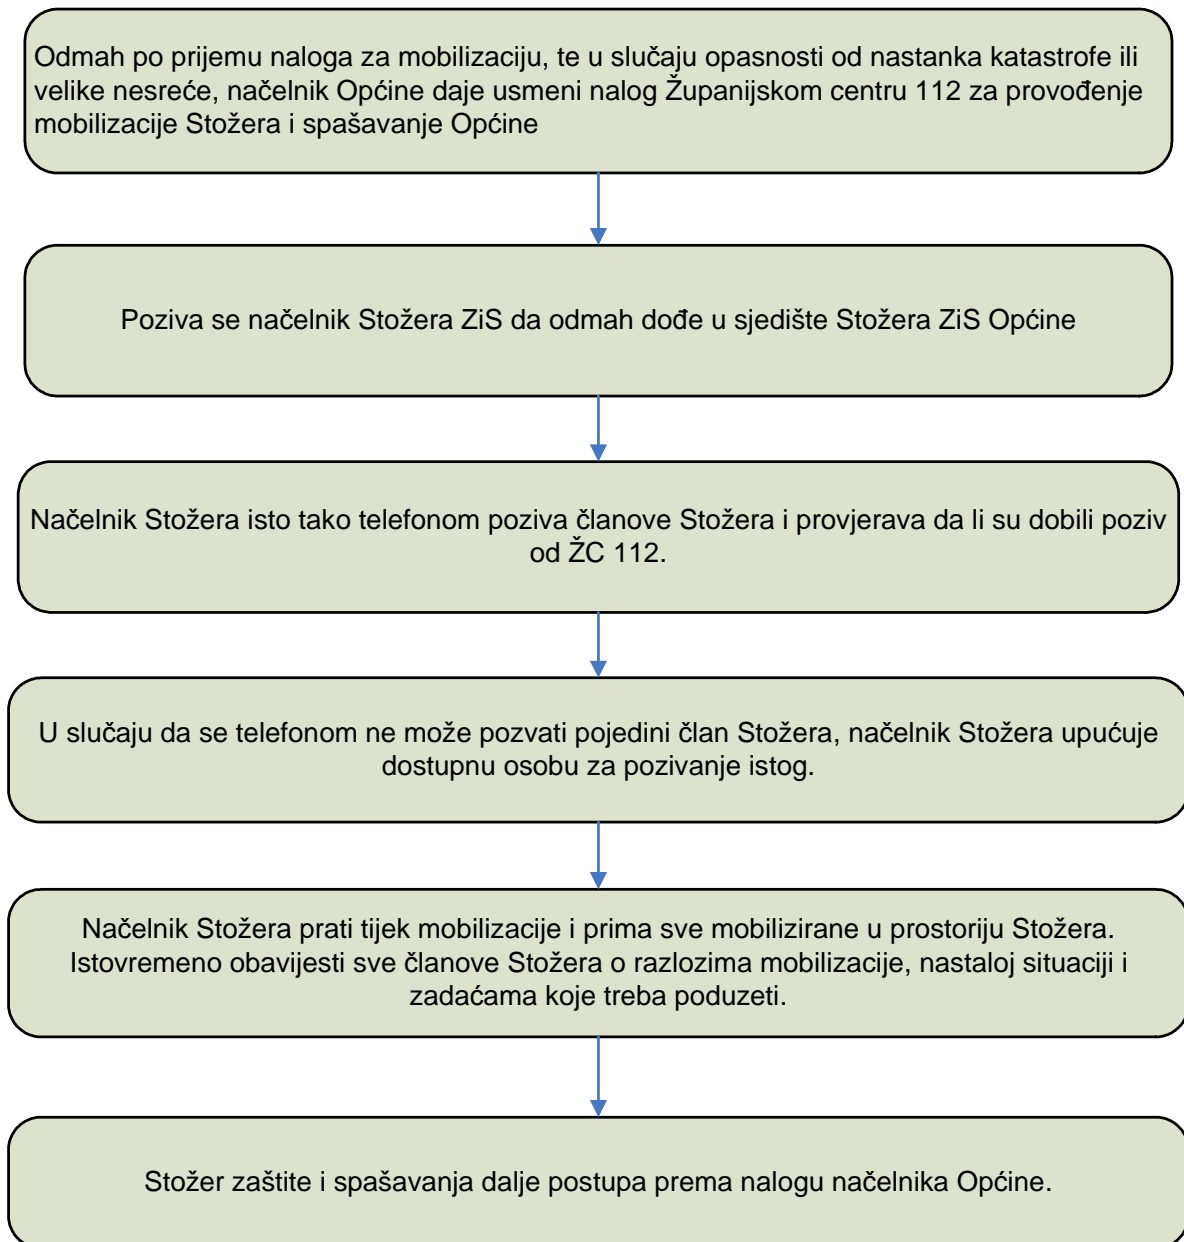 Odmah po prijemu naloga za mobilizaciju, te u slučaju opasnosti od nastanka katastrofe ili
velike nesreće, načelnik Općine daje usmeni nalog Županijskom centru 112 za provođenje
mobilizacije Stožera i spašavanje Općine
Poziva se načelnik Stožera ZiS da odmah dođe u sjedište Stožera ZiS Općine
Načelnik Stožera isto tako telefonom poziva članove Stožera i provjerava da li su dobili poziv
od ŽC 112.
U slučaju da se telefonom ne može pozvati pojedini član Stožera, načelnik Stožera upućuje
dostupnu osobu za pozivanje istog.
Načelnik Stožera prati tijek mobilizacije i prima sve mobilizirane u prostoriju Stožera.
Istovremeno obavijesti sve članove Stožera o razlozima mobilizacije, nastaloj situaciji i
zadaćama koje treba poduzeti.
Stožer zaštite i spašavanja dalje postupa prema nalogu načelnika Općine.